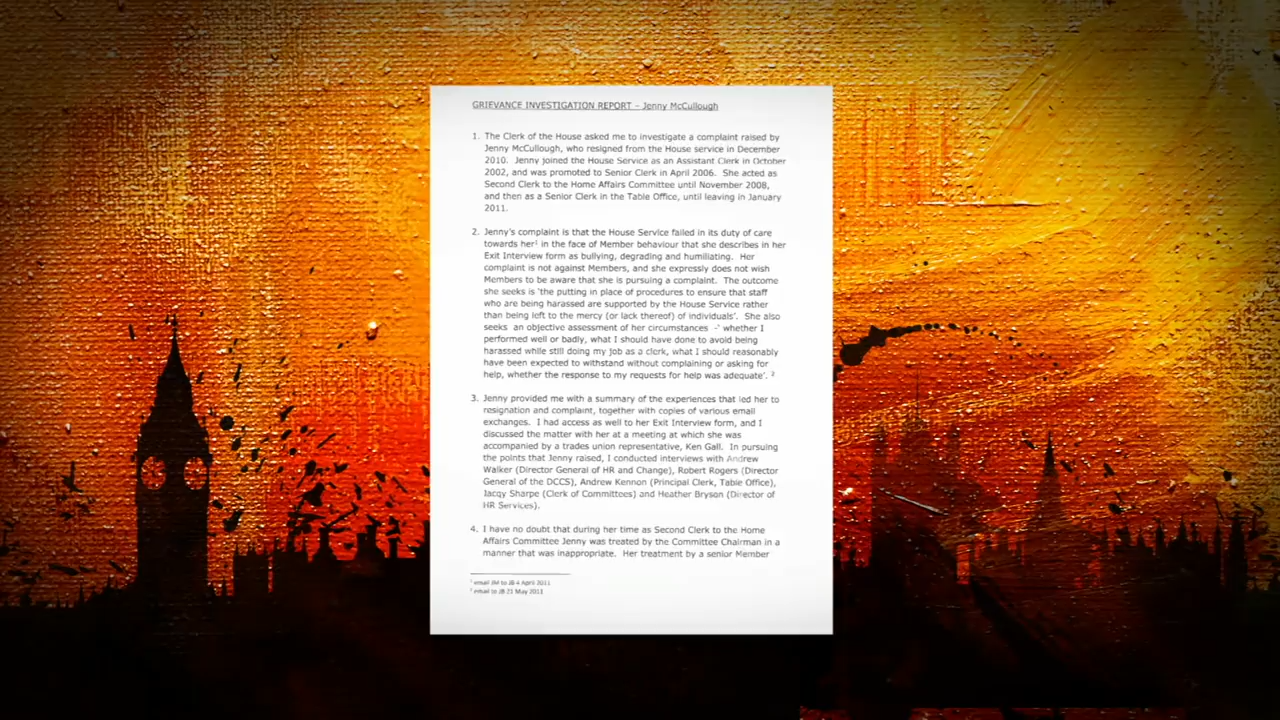 GRIEVANCE INVESTIGATION REPORT – Jenny McCullough
1. The Clerk of the House asked me to investigate a complaint raised by
Jenny McCullough, who resigned from the House service in December
2010. Jenny joined the House Service as an Assistant Clerk in October
2002, and was promoted to Senior Clerk in April 2006. She acted as
Second Clerk to the Home Affairs Committee until November 2008,
and then as a Senior Clerk in the Table Office, until leaving in January
2011.
2. Jenny's complaint is that the House Service failed in its duty of care
towards her¹ in the face of Member behaviour that she describes in her
Exit Interview form as bullying, degrading and humiliating. Her
complaint is not against Members, and she expressly does not wish
Members to be aware that she is pursuing a complaint. The outcome
she seeks is 'the putting in place of procedures to ensure that staff
who are being harassed are supported by the House Service rather
than being left to the mercy (or lack thereof) of individuals'. She also
seeks an objective assessment of her circumstances -' whether I
performed well or badly, what I should have done to avoid being
harassed while still doing my job as a clerk, what I should reasonably
have been expected to withstand without complaining or asking for
help, whether the response to my requests for help was adequate'. ²
3. Jenny provided me with a summary of the experiences that led her to
resignation and complaint, together with copies of various email
exchanges. I had access as well to her Exit Interview form, and I
discussed the matter with her at a meeting at which she was
accompanied by a trades union representative, Ken Gall. In pursuing
the points that Jenny raised, I conducted interviews with Andrew
Walker (Director General of HR and Change), Robert Rogers (Director
General of the DCCS), Andrew Kennon (Principal Clerk, Table Office),
Jacqy Sharpe (Clerk of Committees) and Heather Bryson (Director of
HR Services).
4. I have no doubt that during her time as Second Clerk to the Home
Affairs Committee Jenny was treated by the Committee Chairman in a
manner that was inappropriate. Her treatment by a senior Member
¹ email JM to JB 4 April 2011
² email to JB 21 May 2011